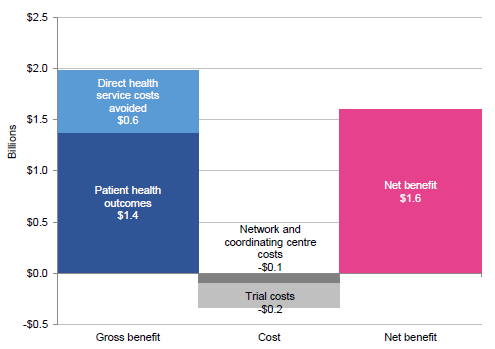 $2.5
$2.0
$1.5
$1.0
$0.5
$0.0
-$0.5
Billions
Direct health
service costs
avoided
$0.6
Patient health
outcomes
$1.4
Network and
coordinating centre
costs
-$0.1
Trial costs
-$0.2
Net benefit
$1.6
Gross benefit
Cost
Net benefit